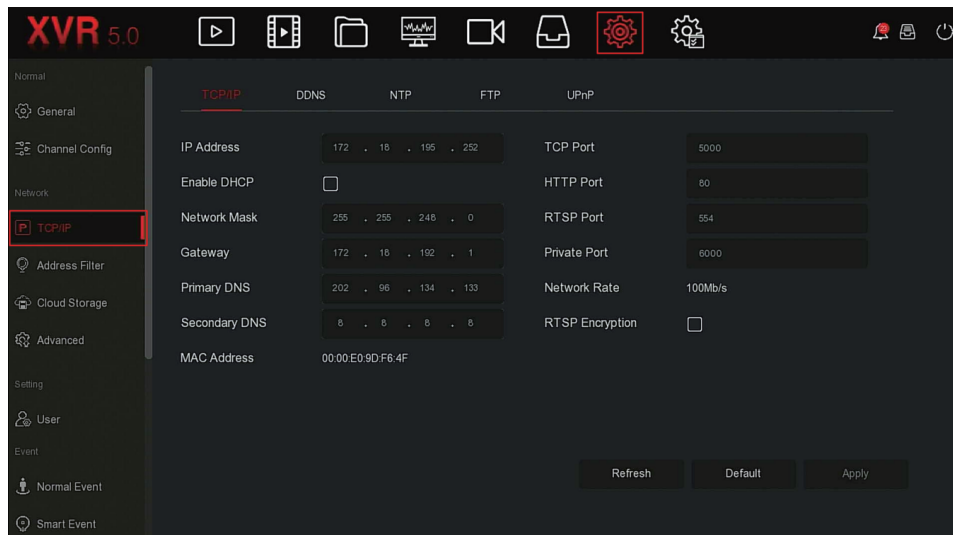 XVR 5.0
Normal
General
Channel Config
Network
P TCP/IP
Address Filter
Cloud Storage
Advanced
Setting
User
Event
Normal Event
Smart Event
TCP/IP DDNS NTP FTP UPnP
IP Address 172 . 18 . 195 . 252
Enable DHCP
Network Mask 255 . 255 . 248 . 0
Gateway 172 . 18 . 192 . 1
Primary DNS 202 . 96 . 134 . 133
Secondary DNS 8 . 8 . 8 . 8
MAC Address 00:00:E0:9D:F6:4F
TCP Port 5000
HTTP Port 80
RTSP Port 554
Private Port 6000
Network Rate 100Mb/s
RTSP Encryption
Refresh Default Apply